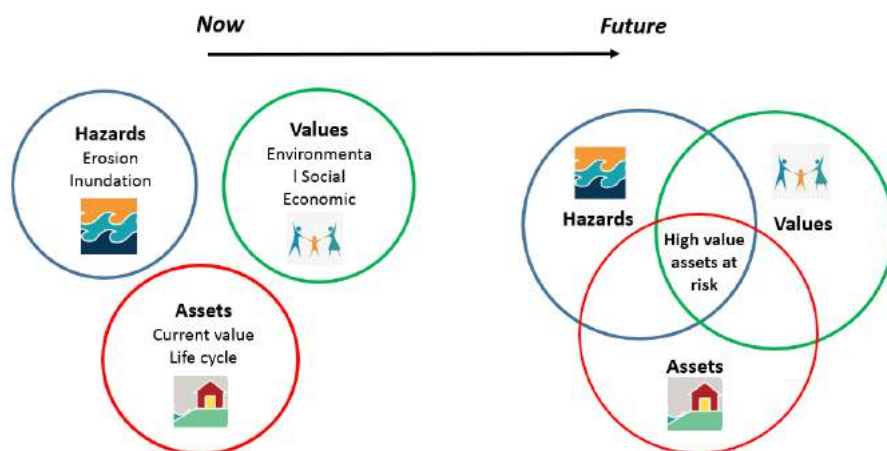 Now
Future
Hazards
Erosion
Inundation
Values
Environmenta
l Social
Economic
Assets
Current value
Life cycle
Hazards
Values
High value
assets at
risk
Assets